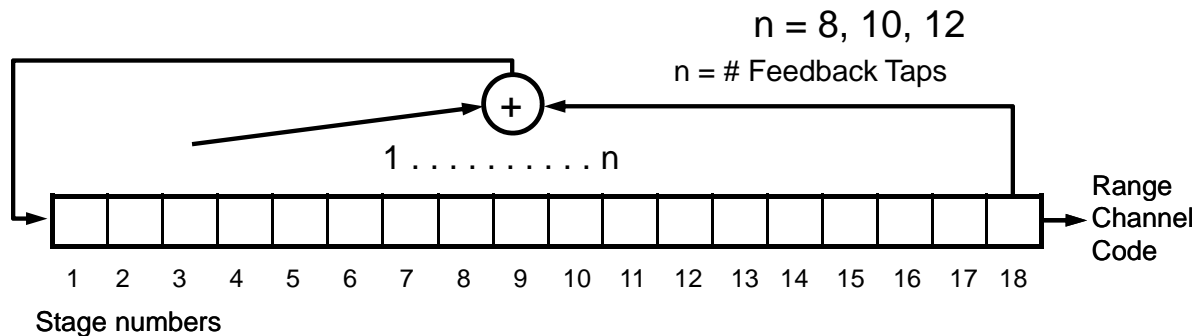 n = 8, 10, 12
n = # Feedback Taps
+
1 . . . . . . . . . . n
Range
Channel
Code
1 2 3 4 5 6 7 8 9 10 11 12 13 14 15 16 17 18
Stage numbers